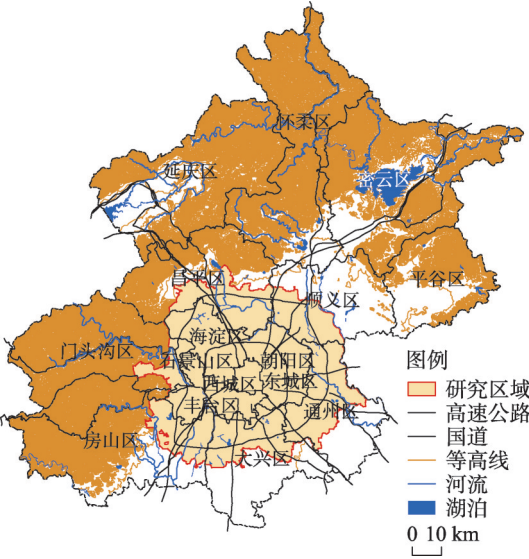 怀柔区
延庆区
密云区
昌平区
顺义区
平谷区
海淀区
门头沟区
石景山区
朝阳区
西城区
东城区
丰台区
通州区
房山区
大兴区
图例
研究区域
高速公路
国道
等高线
河流
湖泊
0 10 km